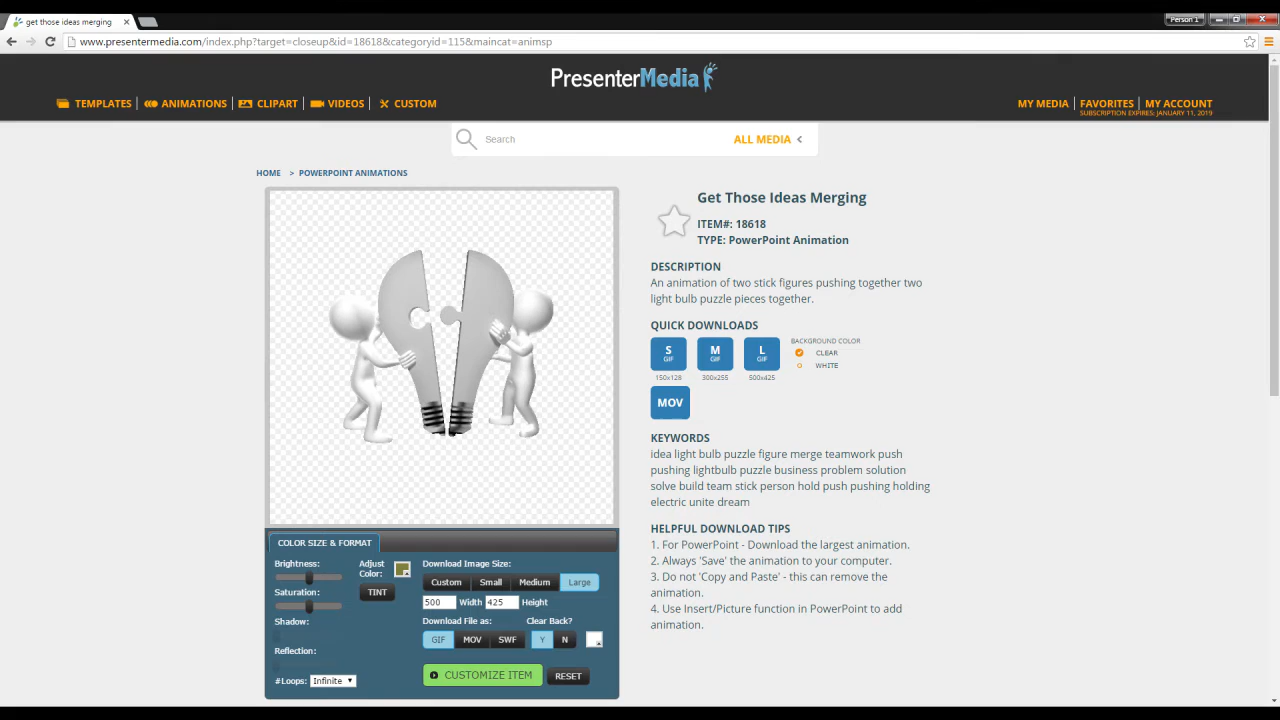 get those ideas merging
Person 1
www.presentermedia.com/index.php?target=closeup&id=18618&categoryid=115&maincat=animsp
PresenterMedia
TEMPLATES
ANIMATIONS
CLIPART
VIDEOS
CUSTOM
MY MEDIA
FAVORITES
MY ACCOUNT
SUBSCRIPTION EXPIRES: JANUARY 11, 2019
Search
ALL MEDIA
HOME > POWERPOINT ANIMATIONS
Get Those Ideas Merging
ITEM#: 18618
TYPE: PowerPoint Animation
DESCRIPTION
An animation of two stick figures pushing together two
light bulb puzzle pieces together.
QUICK DOWNLOADS
S
GIF
150x128
M
GIF
300x255
L
GIF
500x425
BACKGROUND COLOR
CLEAR
WHITE
MOV
KEYWORDS
idea light bulb puzzle figure merge teamwork push
pushing lightbulb puzzle business problem solution
solve build team stick person hold push pushing holding
electric unite dream
HELPFUL DOWNLOAD TIPS
1. For PowerPoint - Download the largest animation.
2. Always 'Save' the animation to your computer.
3. Do not 'Copy and Paste' - this can remove the
animation.
4. Use Insert/Picture function in PowerPoint to add
animation.
COLOR SIZE & FORMAT
Brightness:
Saturation:
Shadow:
Reflection:
#Loops: Infinite
Adjust
Color:
TINT
Download Image Size:
Custom
Small
Medium
Large
500 Width 425 Height
Download File as:
GIF
MOV
SWF
Clear Back?
Y
N
CUSTOMIZE ITEM
RESET